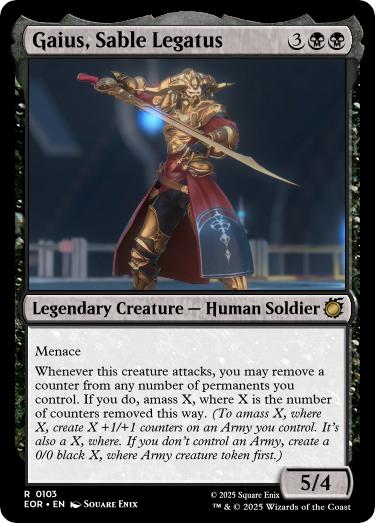 Gaius, Sable Legatus 3
Legendary Creature — Human Soldier
Menace
Whenever this creature attacks, you may remove a
counter from any number of permanents you
control. If you do, amass X, where X is the number
of counters removed this way. (To amass X, where
X, create X +1/+1 counters on an Army you control. It's
also a X, where. If you don't control an Army, create a
0/0 black X, where Army creature token first.)
5/4
R 0103
EOR • EN SQUARE ENIX
© 2025 Square Enix
™ & © 2025 Wizards of the Coast